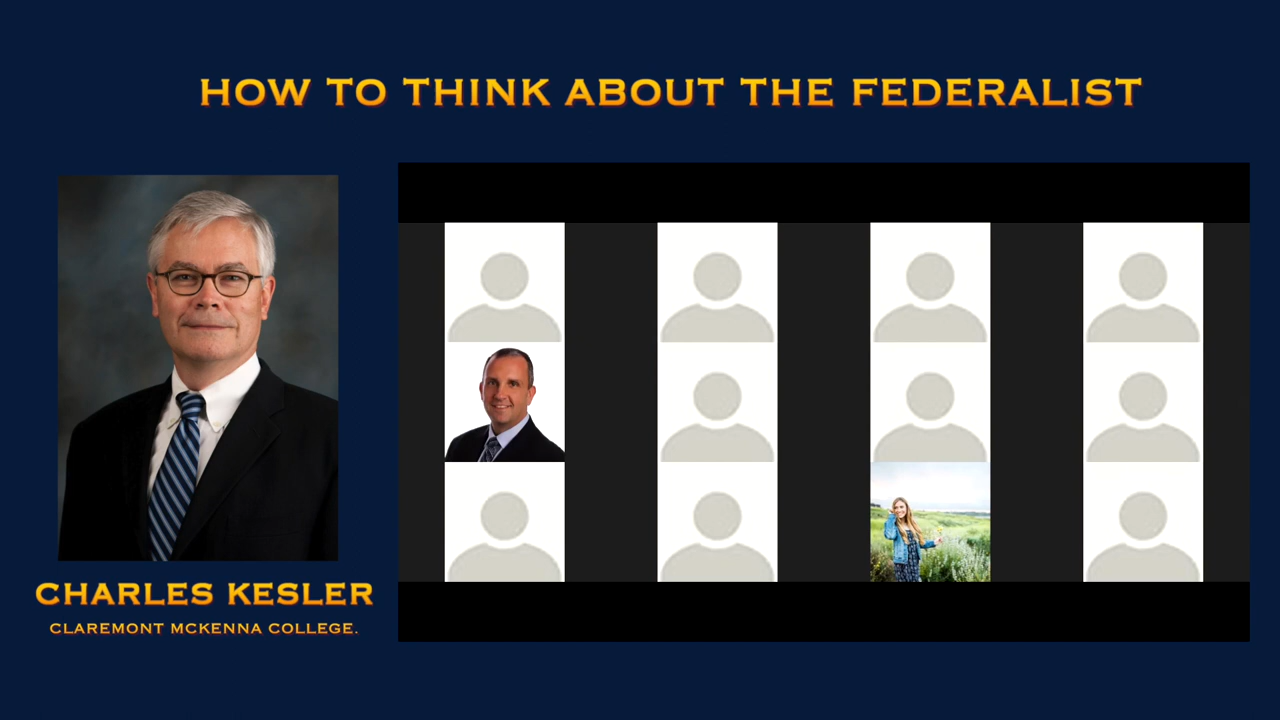 HOW TO THINK ABOUT THE FEDERALIST
CHARLES KESLER
CLAREMONT MCKENNA COLLEGE.